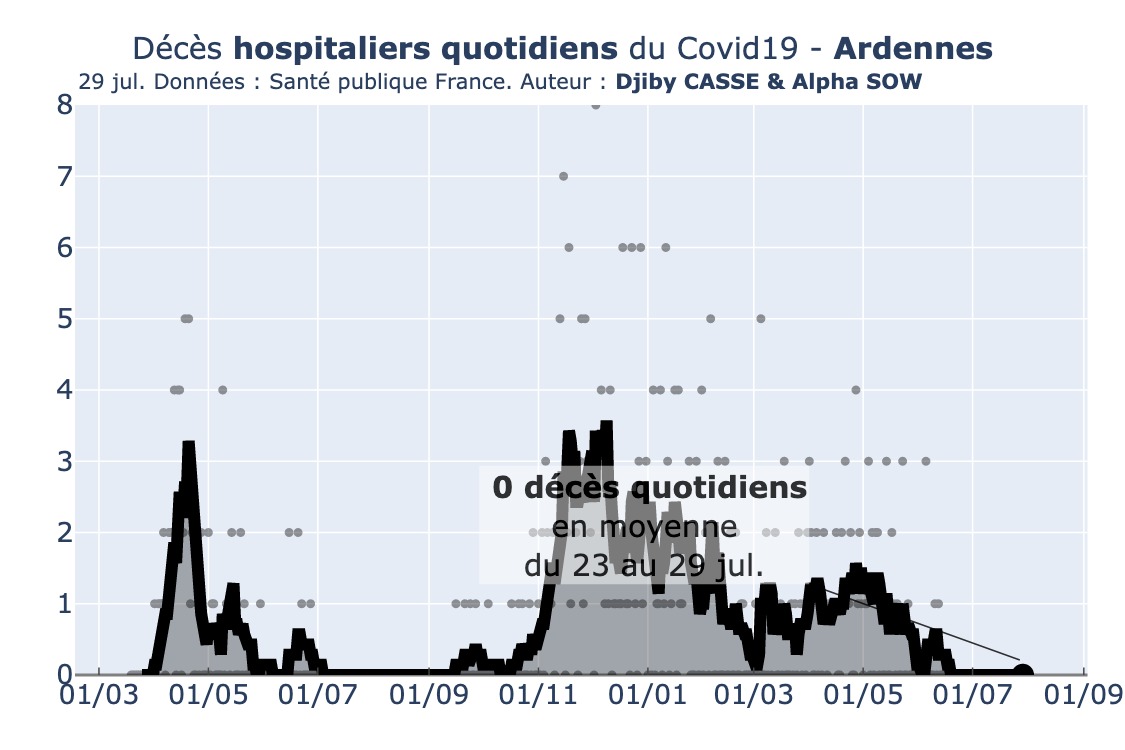 Décès hospitaliers quotidiens du Covid19 - Ardennes
29 jul. Données : Santé publique France. Auteur : Djiby CASSE & Alpha SOW
8
7
6
5
4
3
0 décès quotidiens
en moyenne
2
du 23 au 29 jul.
1
0
01/03 01/05 01/07 01/09 01/11 01/01 01/03 01/05 01/07 01/09